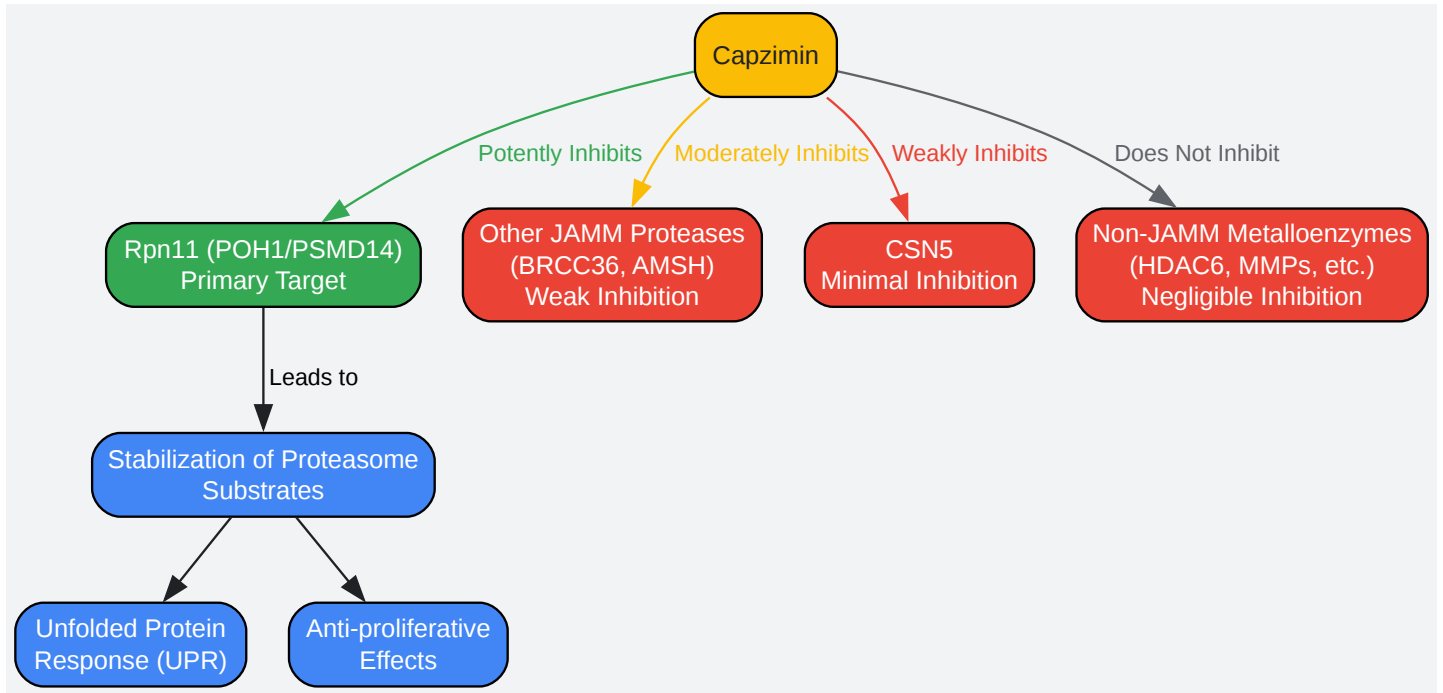 Capzimin
Potently Inhibits
Moderately Inhibits
Weakly Inhibits
Does Not Inhibit
Rpn11 (POH1/PSMD14)
Primary Target
Other JAMM Proteases
(BRCC36, AMSH)
Weak Inhibition
CSN5
Minimal Inhibition
Non-JAMM Metalloenzymes
(HDAC6, MMPs, etc.)
Negligible Inhibition
Leads to
Stabilization of Proteasome
Substrates
Unfolded Protein
Response (UPR)
Anti-proliferative
Effects